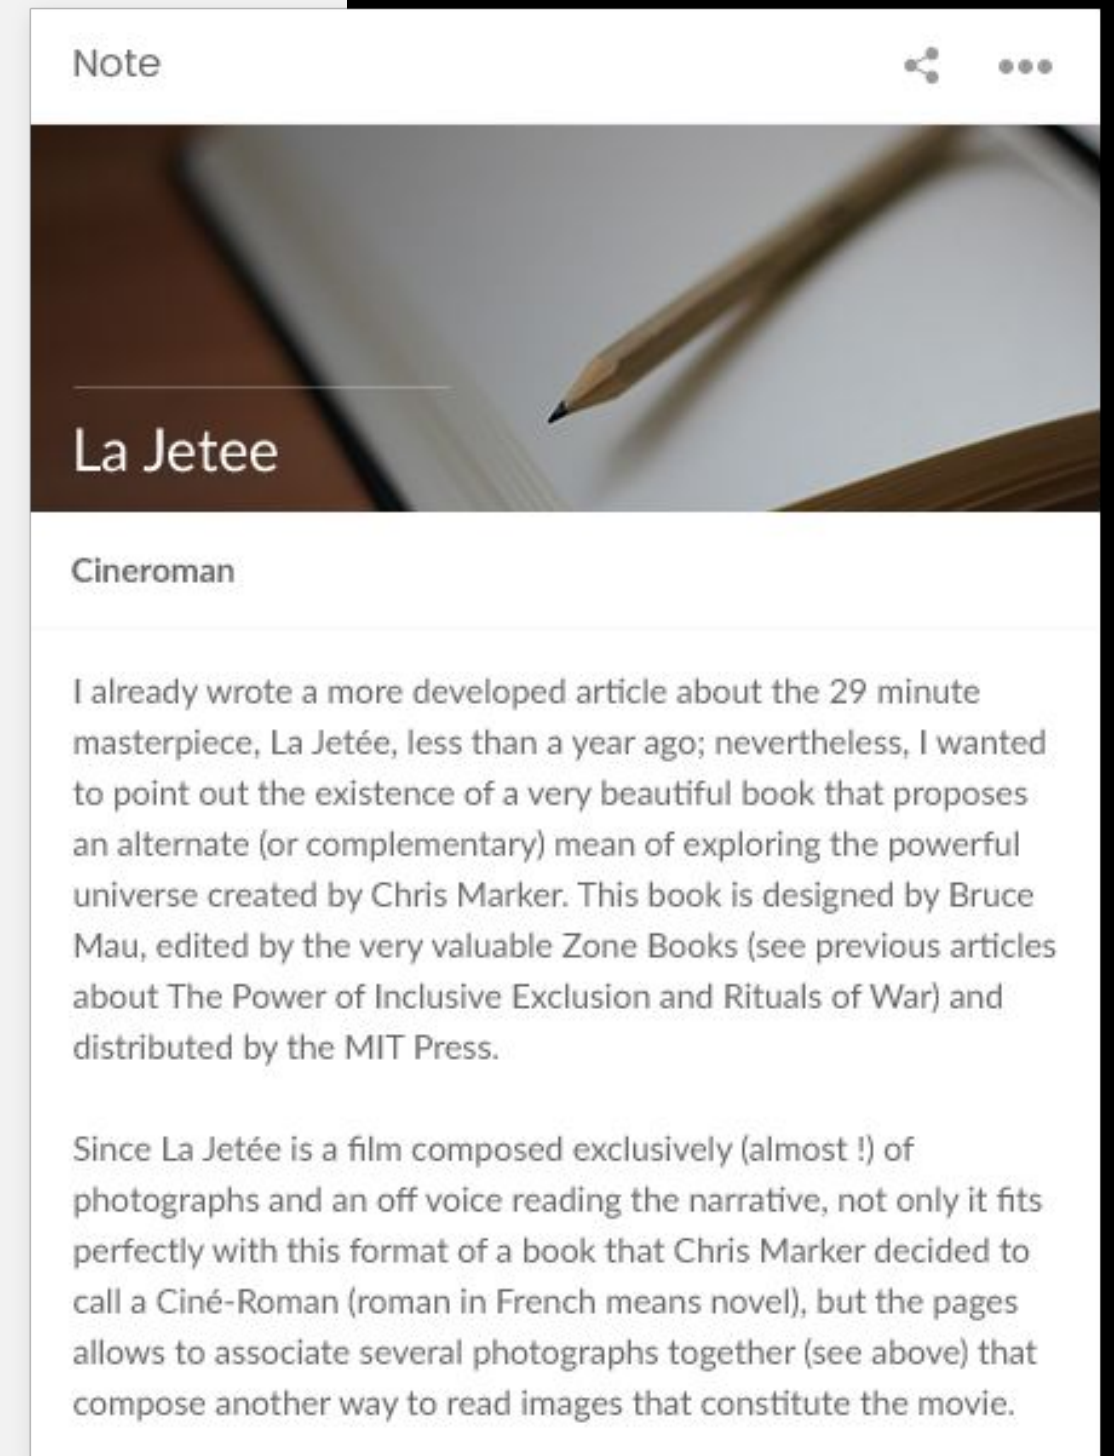 Note
La Jetee
Cineroman
I already wrote a more developed article about the 29 minute
masterpiece, La Jetée, less than a year ago; nevertheless, I wanted
to point out the existence of a very beautiful book that proposes
an alternate (or complementary) mean of exploring the powerful
universe created by Chris Marker. This book is designed by Bruce
Mau, edited by the very valuable Zone Books (see previous articles
about The Power of Inclusive Exclusion and Rituals of War) and
distributed by the MIT Press.
Since La Jetée is a film composed exclusively (almost !) of
photographs and an off voice reading the narrative, not only it fits
perfectly with this format of a book that Chris Marker decided to
call a Ciné-Roman (roman in French means novel), but the pages
allows to associate several photographs together (see above) that
compose another way to read images that constitute the movie.